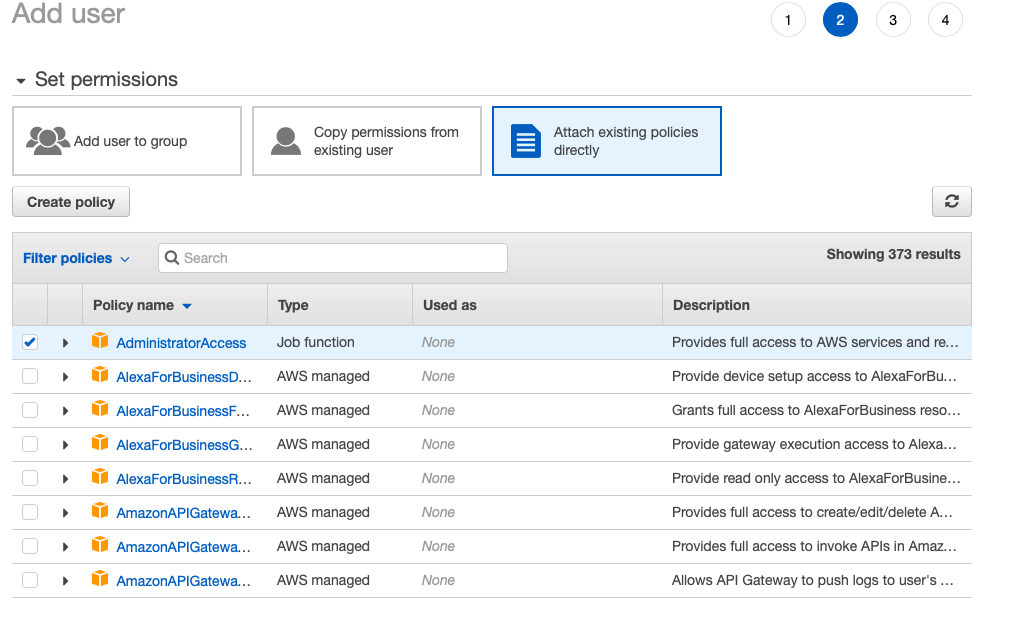 Add user
1 2 3 4
Set permissions
Add user to group
Copy permissions from
existing user
Attach existing policies
directly
Create policy
Filter policies Search Showing 373 results
Policy name Type Used as Description
AdministratorAccess Job function None Provides full access to AWS services and re...
AlexaForBusinessD... AWS managed None Provide device setup access to AlexaForBu...
AlexaForBusinessF... AWS managed None Grants full access to AlexaForBusiness reso...
AlexaForBusinessG... AWS managed None Provide gateway execution access to Alexa...
AlexaForBusinessR... AWS managed None Provide read only access to AlexaForBusine...
AmazonAPIGatewa... AWS managed None Provides full access to create/edit/delete A...
AmazonAPIGatewa... AWS managed None Provides full access to invoke APIs in Amaz...
AmazonAPIGatewa... AWS managed None Allows API Gateway to push logs to user's ...